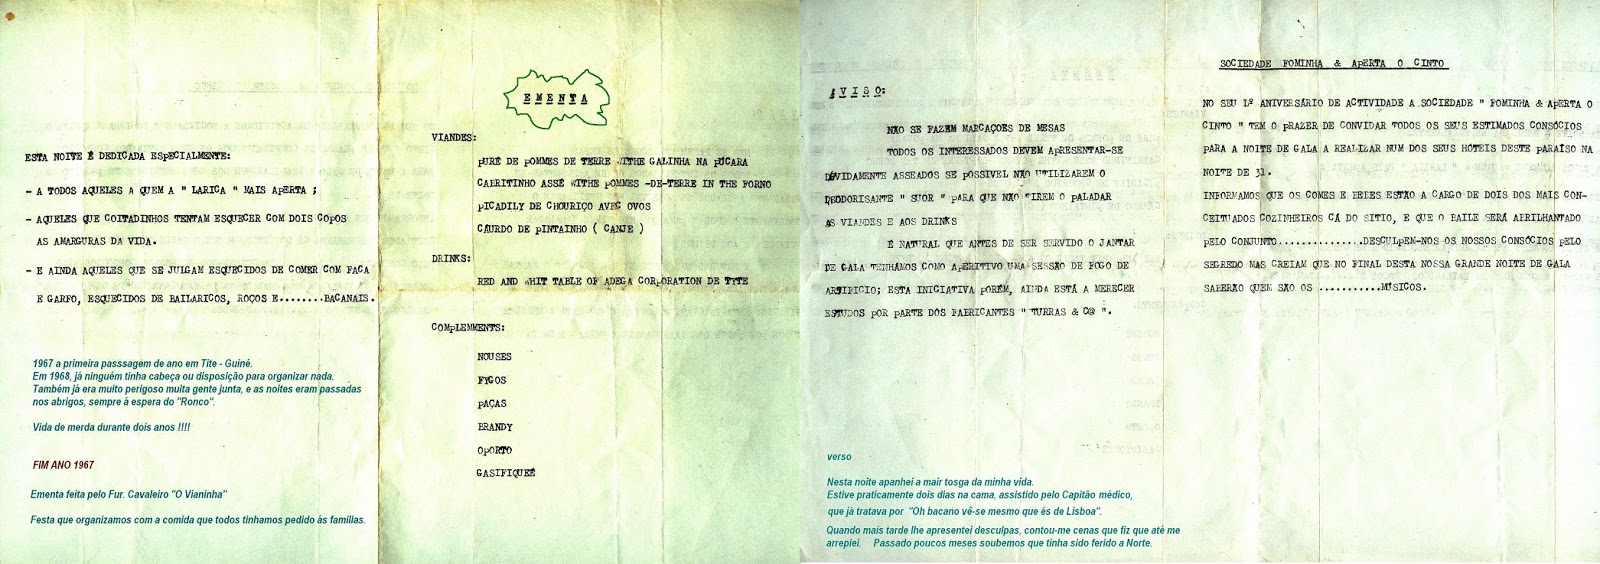 ESTA NOITE É DEDICADA ESPECIALMENTE:
- A TODOS AQUELES A QUEM A " LARICA " MAIS APERTA ;
- AQUELES QUE COITADINHOS TENTAM ESQUECER COM DOIS COPOS
AS AMARGURAS DA VIDA.
- E AINDA AQUELES QUE SE JULGAM ESQUECIDOS DE COMER COM FACA
E GARFO, ESQUECIDOS DE BAILARICOS, ROÇOS E........BACANAIS.
1967 a primeira passsagem de ano em Tite - Guiné.
Em 1968, já ninguém tinha cabeça ou disposição para organizar nada.
Também já era muito perigoso muita gente junta, e as noites eram passadas
nos abrigos, sempre á espera do "Ronco".
Vida de merda durante dois anos !!!!
FIM ANO 1967
Ementa feita pelo Fur. Cavaleiro "O Vianinha"
Festa que organizamos com a comida que todos tinhamos pedido ás familias.
EMENTA
VIANDES:
PURÉ DE POMMES DE TERRE WITHE GALINHA NA PÚCARA
CABRITINHO ASSÉ WITHE POMMES -DE-TERRE IN THE FORNO
PICADILY DE CHOURIÇO AVEC OVOS
CÁURDO DE PINTAINHO ( CANJE )
DRINKS:
RED AND WHIT TABLE OF ADEGA CORPORATION DE TYTE
COMPLEMMENTS:
NOUSES
FYGOS
PAÇAS
BRANDY
OPORTO
GASIFIQUEÉ
AVISO:
NÃO SE FAZEM MARCAÇOES DE MESAS
TODOS OS INTERESSADOS DEVEM APRESENTAR-SE
DEVIDAMENTE ASSEADOS SE POSSIVEL NÃO UTILIZAREM O
DEODORISANTE " SUOR " PARA QUE NÃO TIREM O PALADAR
AS VIANDES E AOS DRINKS
É NATURAL QUE ANTES DE SER SERVIDO O JANTAR
DE GALA TENHÁMOS COMO APERITIVO UMA SESSÃO DE FOGO DE
ARTIFICIO; ESTA INICIATIVA PORÉM, AINDA ESTÁ A MERECER
ESTUDOS POR PARTE DOS FABRICANTES " TURRAS & Cª ".
verso
Nesta noite apanhei a mair tosga da minha vida.
Estive praticamente dois dias na cama, assistido pelo Capitão médico,
que já tratava por "Oh bacano vê-se mesmo que és de Lisboa".
Quando mais tarde lhe apresentei desculpas, contou-me cenas que fiz que até me
arrepiei. Passado poucos meses soubemos que tinha sido ferido a Norte.
SOCIEDADE FOMINHA & APERTA O CINTO
NO SEU 1º ANIVERSÁRIO DE ACTIVIDADE A SOCIEDADE " FOMINHA & APERTA O
CINTO " TEM O PRAZER DE CONVIDAR TODOS OS SEUS ESTIMADOS CONSÓCIOS
PARA A NOITE DE GALA A REALIZAR NUM DOS SEUS HÓTEIS DESTE PARAÍSO NA
NOITE DE 31.
INFORMAMOS QUE OS COMES E BEBES ESTÃO A CARGO DE DOIS DOS MAIS CON-
CEITUADOS COZINHEIROS CÁ DO SITIO, E QUE O BAILE SERÁ ABRILHANTADO
PELO CONJUNTO..............DESCULPEM-NOS OS NOSSOS CONSÓCIOS PELO
SEGREDO MAS CREIAM QUE NO FINAL DESTA NOSSA GRANDE NOITE DE GALA
SABERÃO QUEM SÃO OS ..........MÚSICOS.